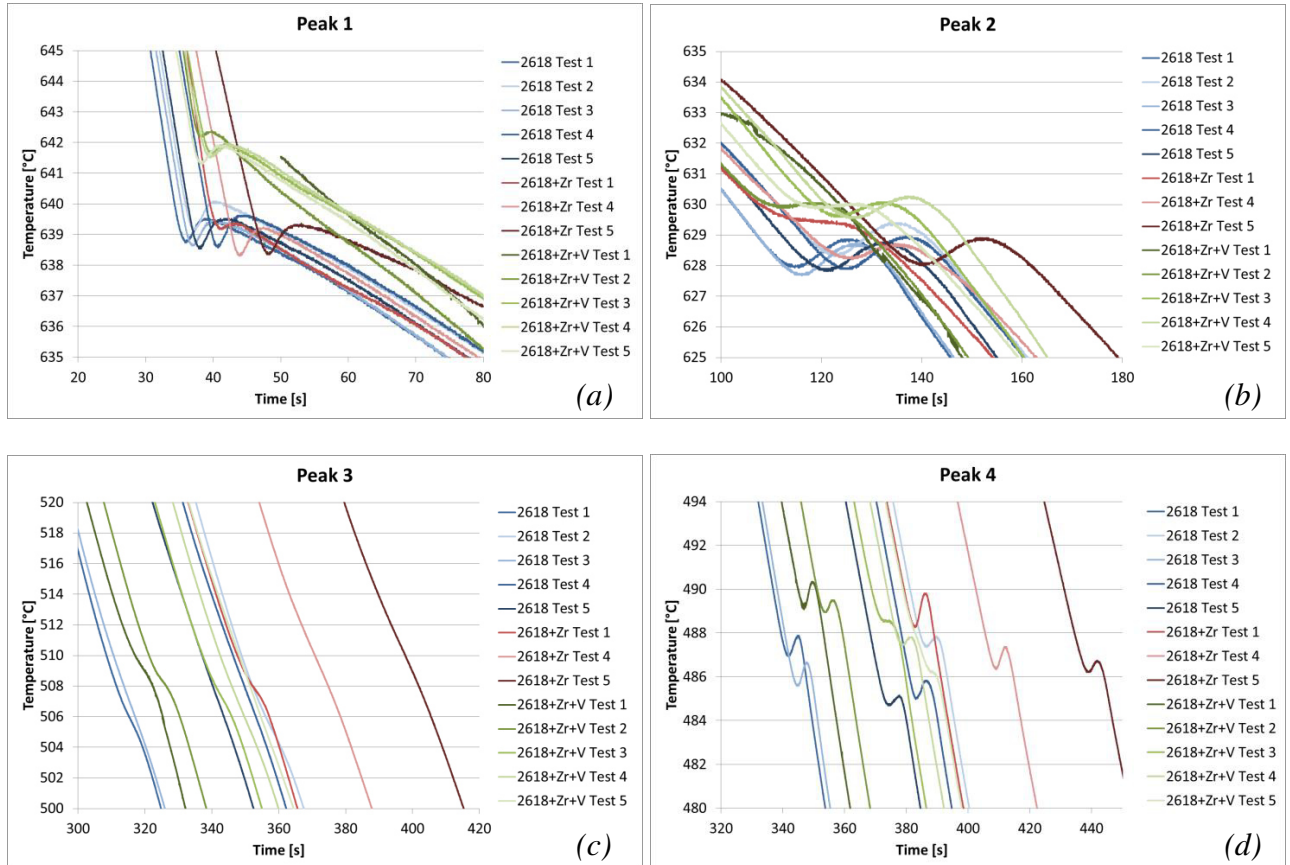 Peak 1
Temperature [°C]
645
644
643
642
641
640
639
638
637
636
635
20 30 40 50 60 70 80
Time [s]
2618 Test 1
2618 Test 2
2618 Test 3
2618 Test 4
2618 Test 5
2618+Zr Test 1
2618+Zr Test 4
2618+Zr Test 5
2618+Zr+V Test 1
2618+Zr+V Test 2
2618+Zr+V Test 3
2618+Zr+V Test 4
2618+Zr+V Test 5
(a)
Peak 2
Temperature [°C]
635
634
633
632
631
630
629
628
627
626
625
100 120 140 160 180
Time [s]
2618 Test 1
2618 Test 2
2618 Test 3
2618 Test 4
2618 Test 5
2618+Zr Test 1
2618+Zr Test 4
2618+Zr Test 5
2618+Zr+V Test 1
2618+Zr+V Test 2
2618+Zr+V Test 3
2618+Zr+V Test 4
2618+Zr+V Test 5
(b)
Peak 3
Temperature [°C]
520
518
516
514
512
510
508
506
504
502
500
300 320 340 360 380 400 420
Time [s]
2618 Test 1
2618 Test 2
2618 Test 3
2618 Test 4
2618 Test 5
2618+Zr Test 1
2618+Zr Test 4
2618+Zr Test 5
2618+Zr+V Test 1
2618+Zr+V Test 2
2618+Zr+V Test 3
2618+Zr+V Test 4
2618+Zr+V Test 5
(c)
Peak 4
Temperature [°C]
494
492
490
488
486
484
482
480
320 340 360 380 400 420 440
Time [s]
2618 Test 1
2618 Test 2
2618 Test 3
2618 Test 4
2618 Test 5
2618+Zr Test 1
2618+Zr Test 4
2618+Zr Test 5
2618+Zr+V Test 1
2618+Zr+V Test 2
2618+Zr+V Test 3
2618+Zr+V Test 4
2618+Zr+V Test 5
(d)